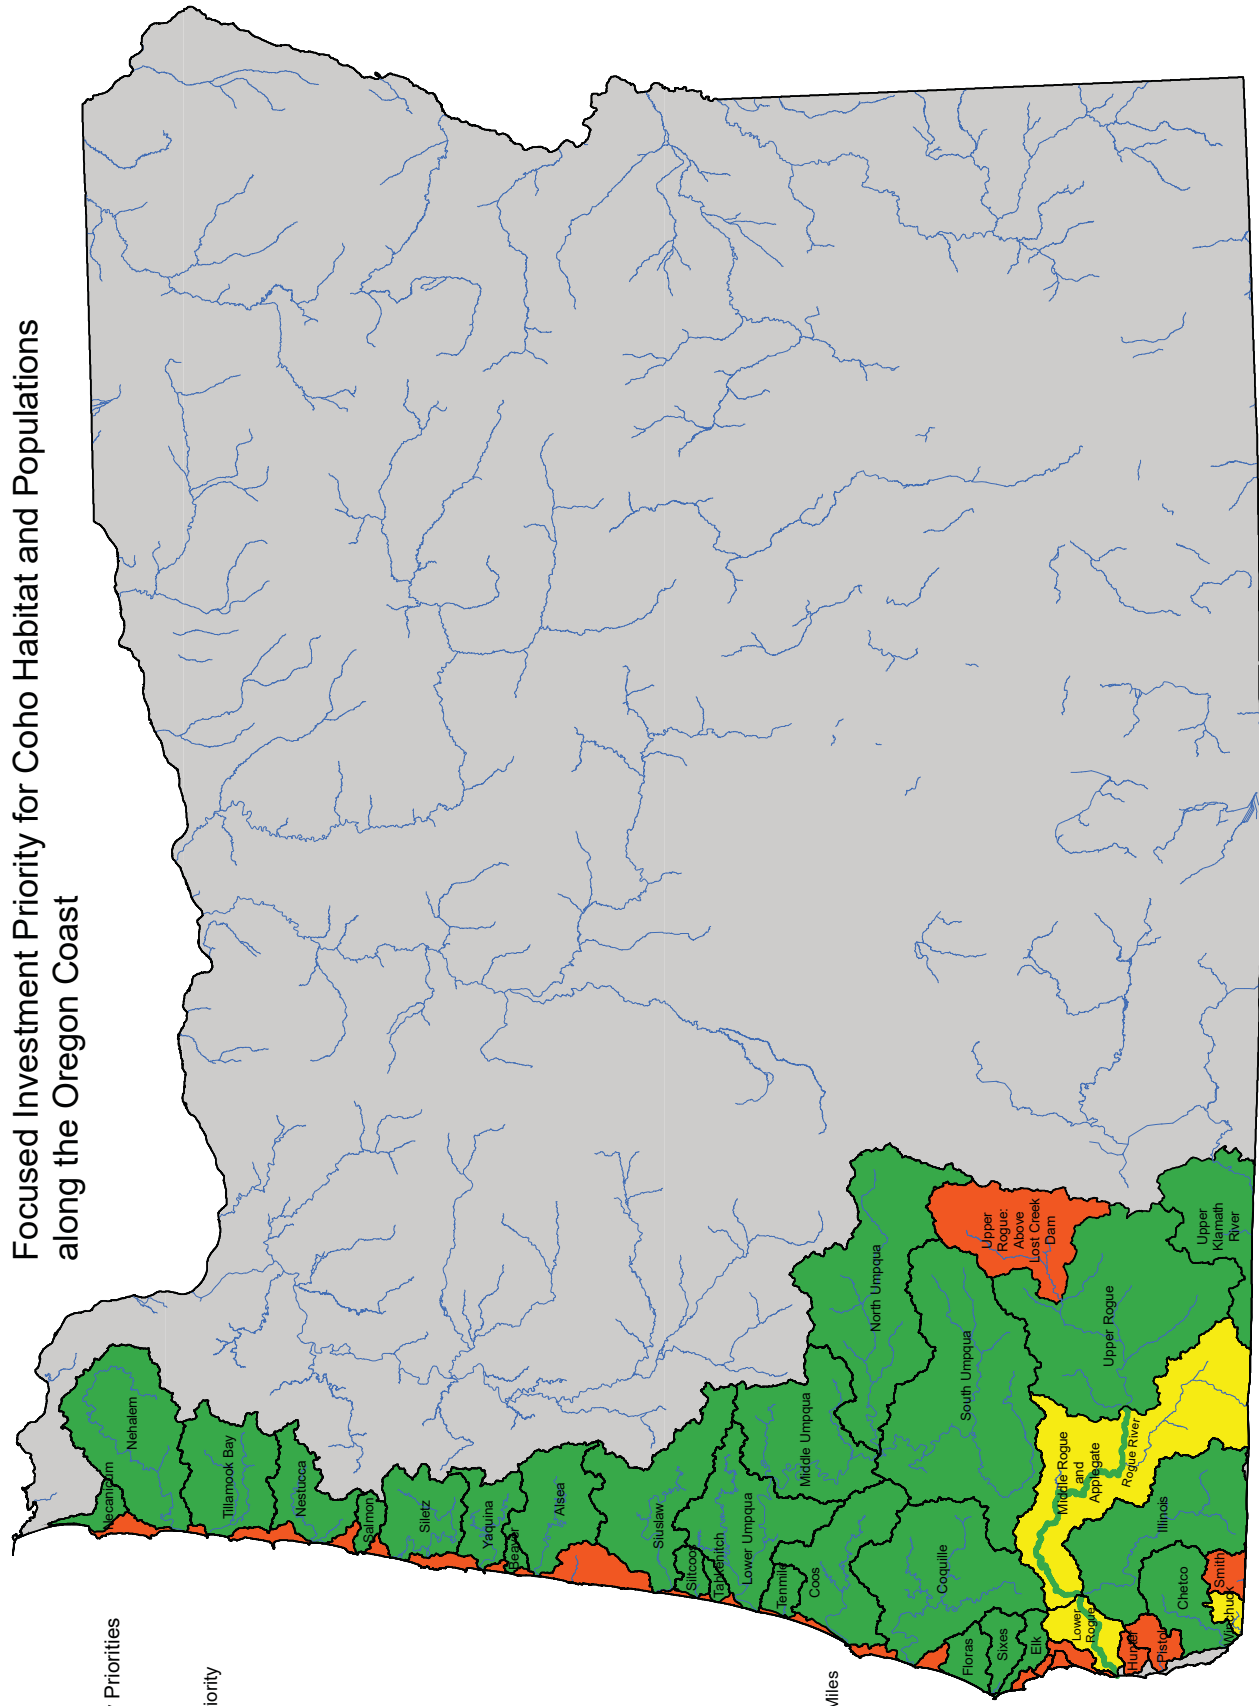 Focused Investment Priority for Coho Habitat and Populations
along the Oregon Coast
Priorities
iority
Miles
Necanicum
Nehalem
Tillamook Bay
Nestucca
Salmon
Siletz
Yaquina
Beaver
Alsea
Siuslaw
Siltcoos
Tahkenitch
Lower Umpqua
Middle Umpqua
North Umpqua
Tenmile
Coos
Coquille
South Umpqua
Floras
Sixes
Elk
Upper
Rogue:
Above
Lost Creek
Dam
Upper Rogue
Middle Rogue
and
Applegate
Rogue River
Lower
Rogue
Illinois
Hunter
Pistol
Chetco
Smith
Winchuck
Upper
Klamath
River